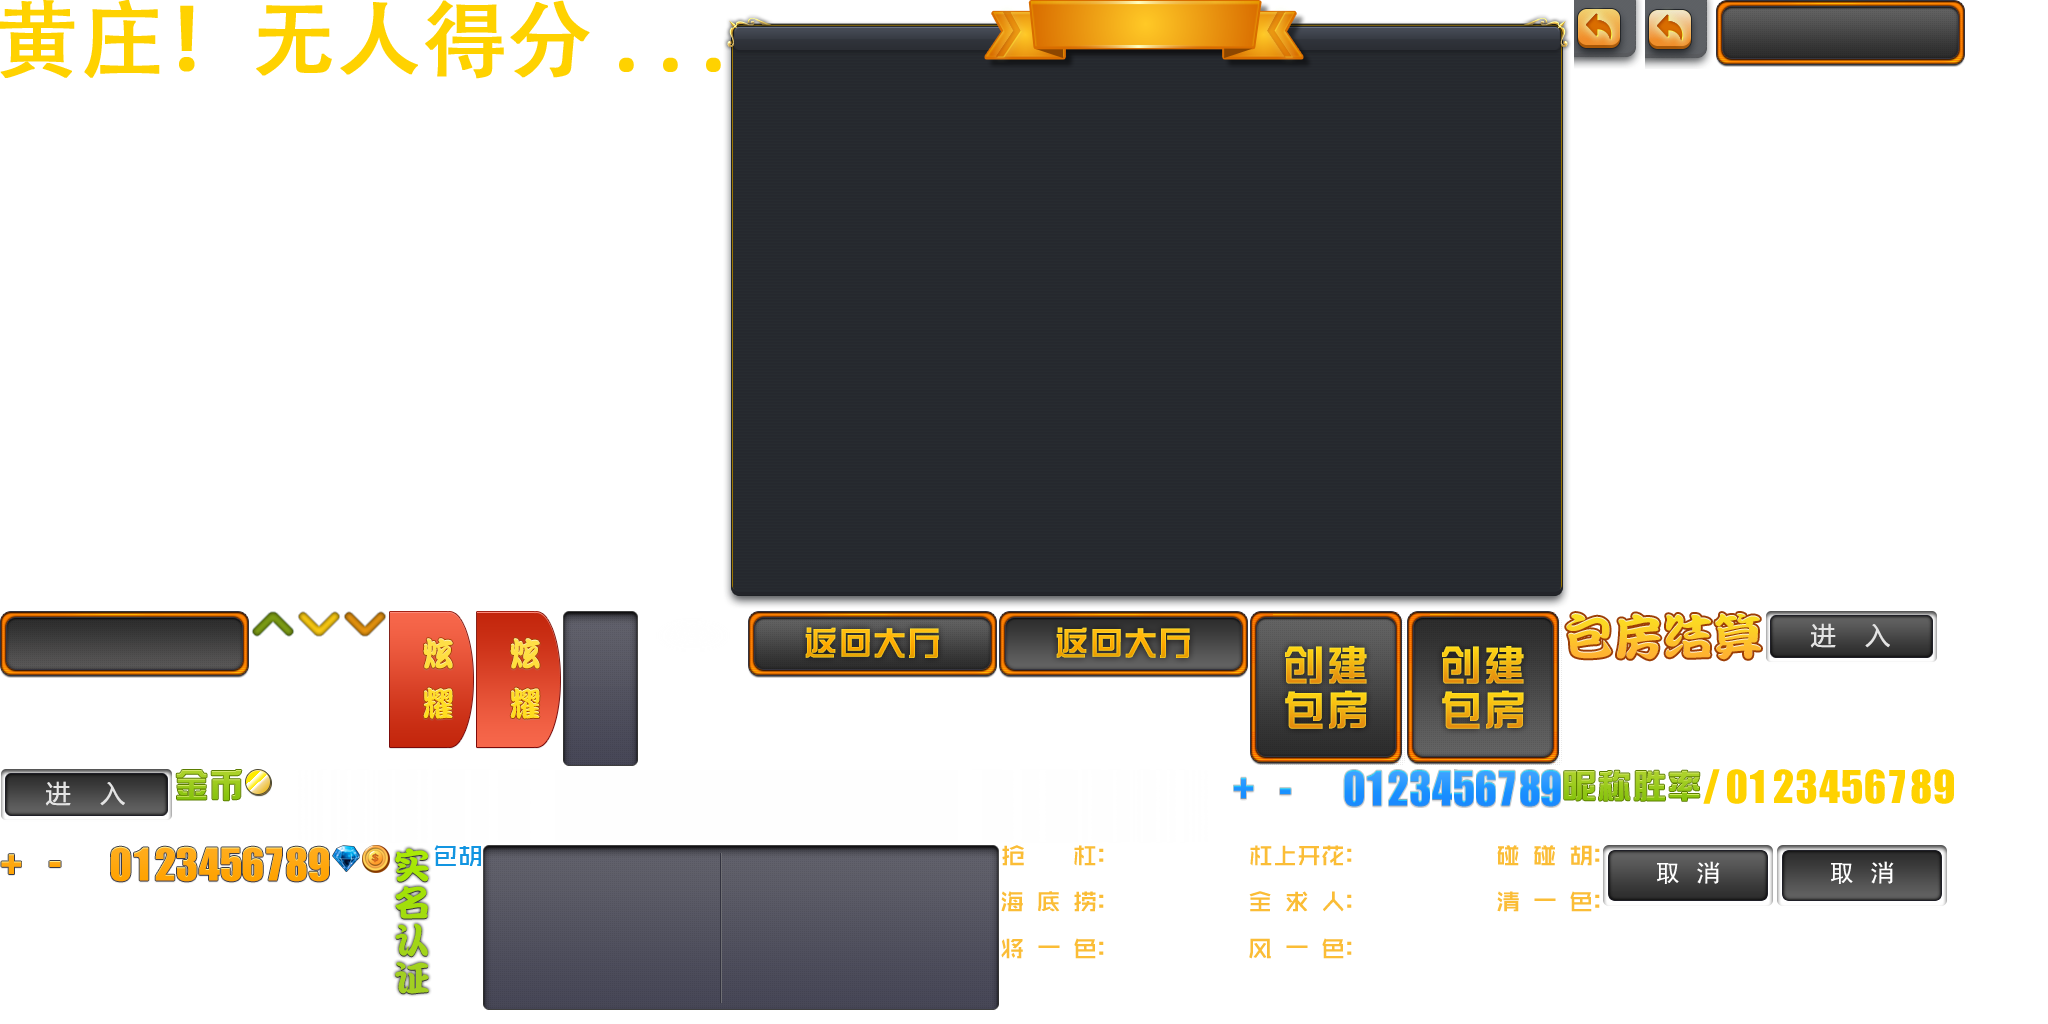 黄庄！无人得分...
返回大厅
返回大厅
创建
包房
创建
包房
包房结算
进 入
炫
耀
炫
耀
进 入
金币
+ - 0123456789
昵称胜率
/0123456789
+ - 0123456789
实
名
认
证
包胡
抢 杠:
杠上开花:
碰 碰 胡:
海 底 捞:
全 求 人:
清 一 色:
将 一 色:
风 一 色:
取 消
取 消